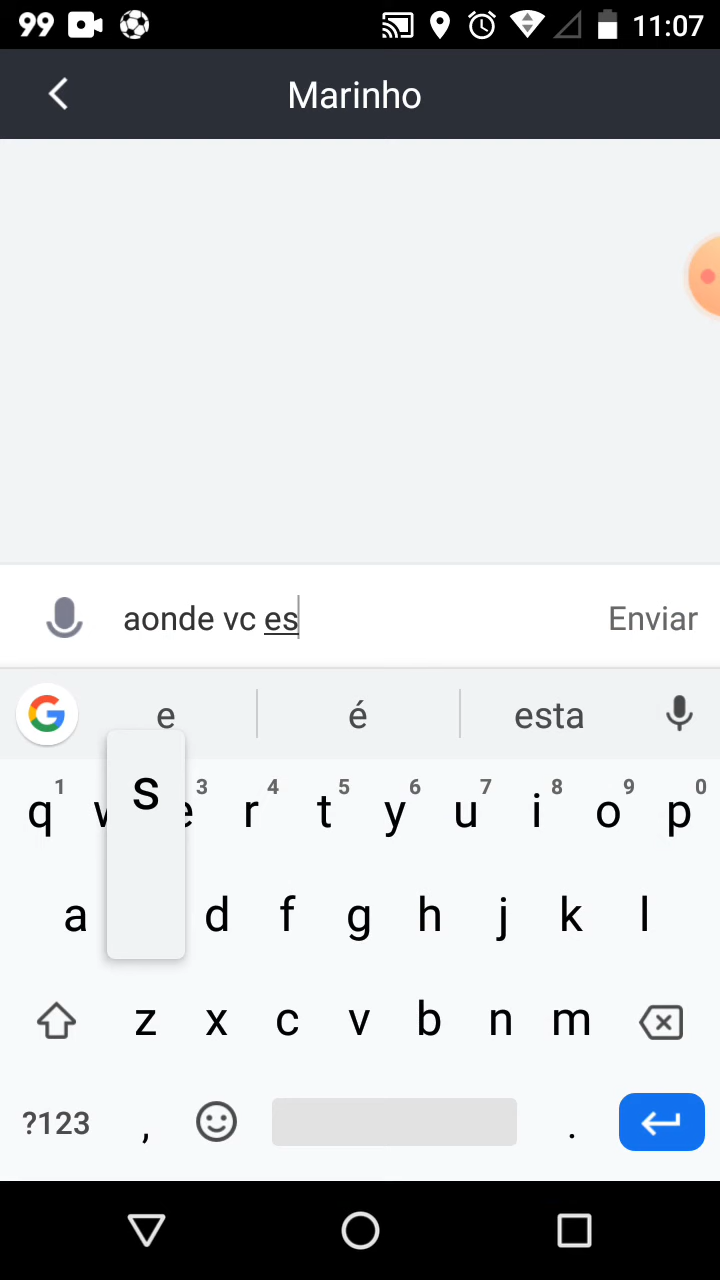 99 11:07
Marinho
aonde vc es Enviar
e é esta
1 3 4 5 6 7 8 9 0
q w e r t y u i o p
s
a d f g h j k l
z x c v b n m
?123 , .